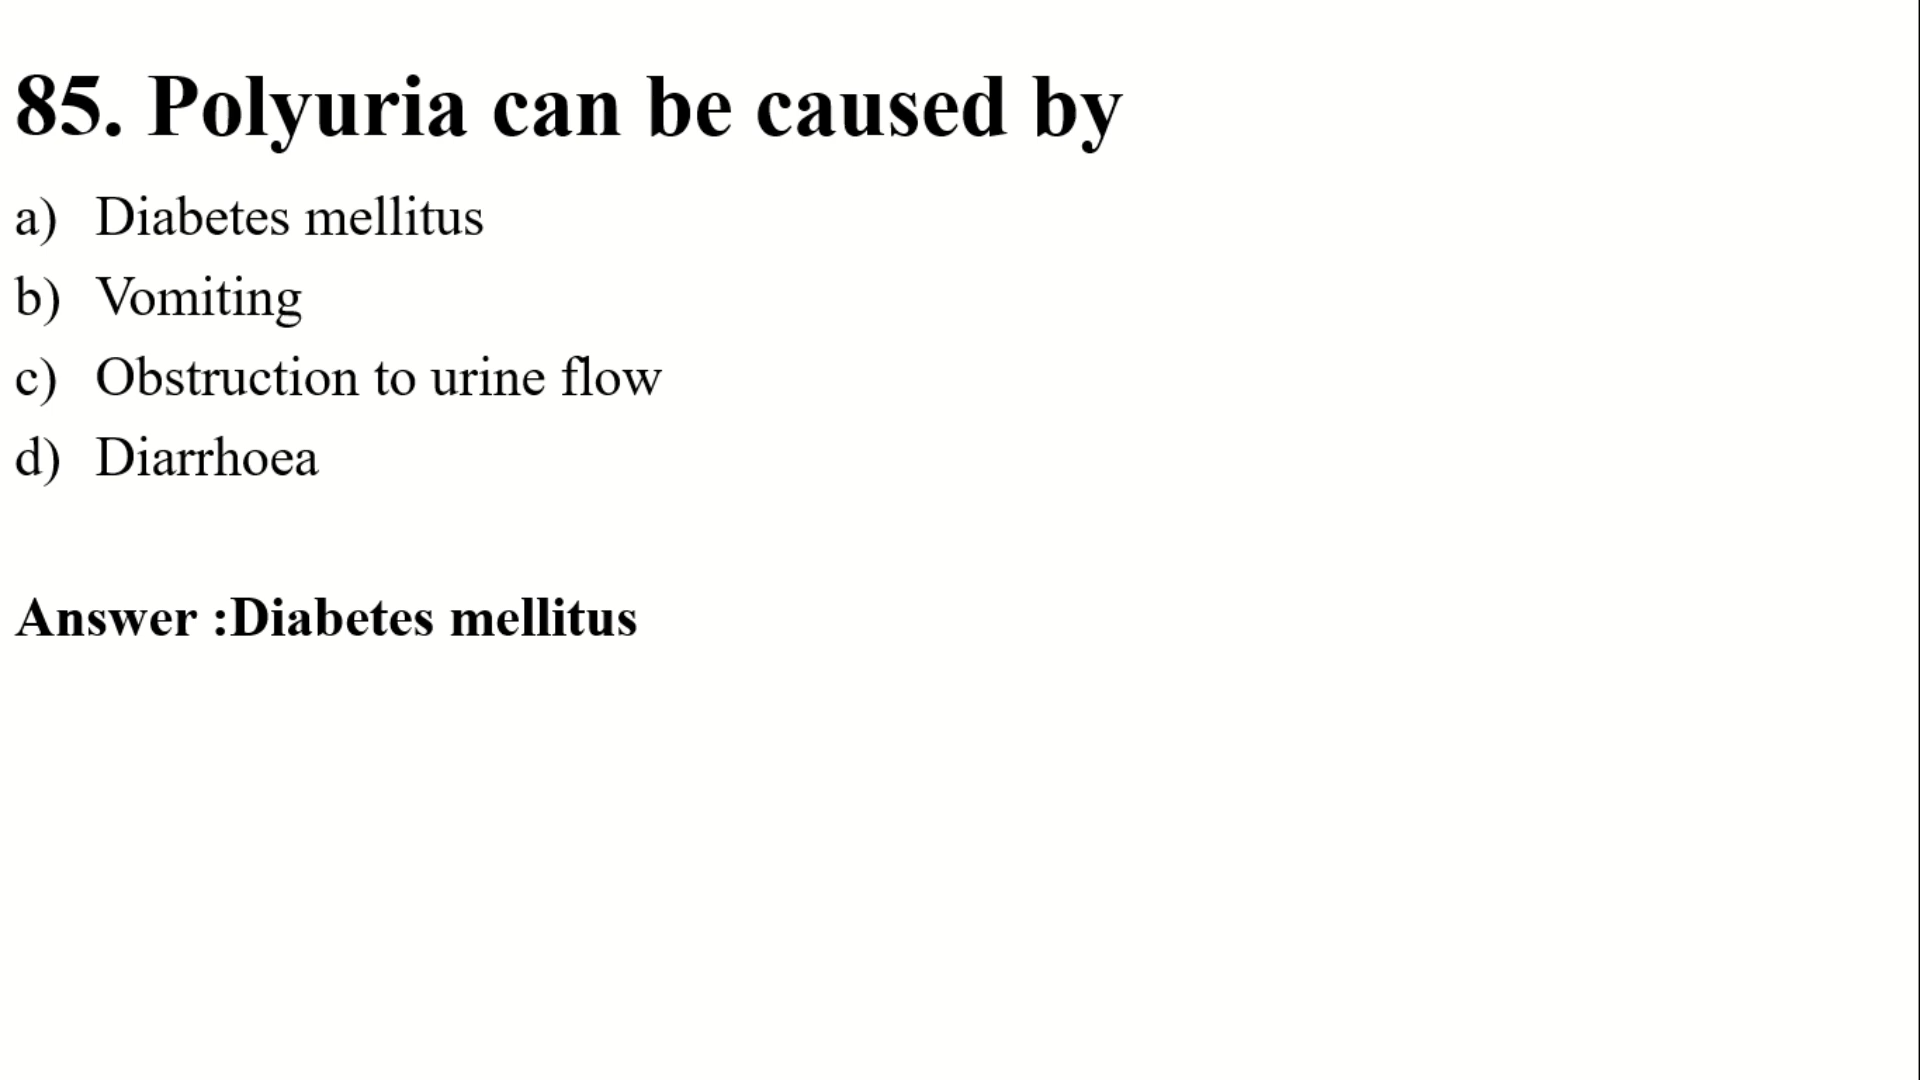 85. Polyuria can be caused by
a) Diabetes mellitus
b) Vomiting
c) Obstruction to urine flow
d) Diarrhoea
Answer :Diabetes mellitus